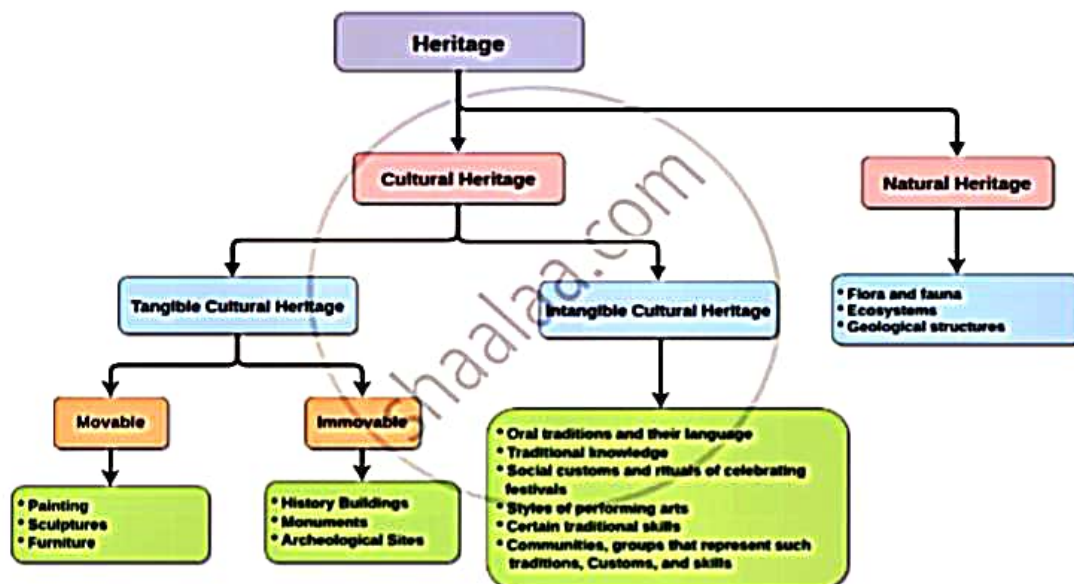 Heritage
Cultural Heritage
Natural Heritage
Tangible Cultural Heritage
Intangible Cultural Heritage
• Flora and fauna
• Ecosystems
• Geological structures
Movable
Immovable
• Painting
• Sculptures
• Furniture
• History Buildings
• Monuments
• Archeological Sites
• Oral traditions and their language
• Traditional knowledge
• Social customs and rituals of celebrating
festivals
• Styles of performing arts
• Certain traditional skills
• Communities, groups that represent such
traditions, Customs, and skills
shaalaa.com